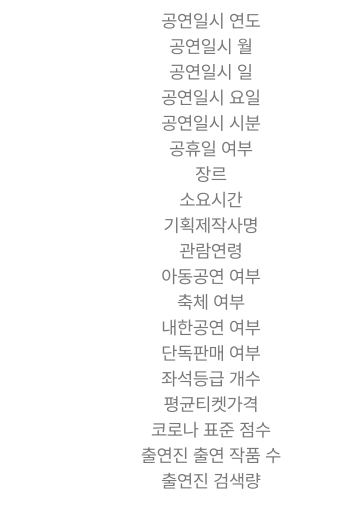 공연일시 연도
공연일시 월
공연일시 일
공연일시 요일
공연일시 시분
공휴일 여부
장르
소요시간
기획제작사명
관람연령
아동공연 여부
축체 여부
내한공연 여부
단독판매 여부
좌석등급 개수
평균티켓가격
코로나 표준 점수
출연진 출연 작품 수
출연진 검색량